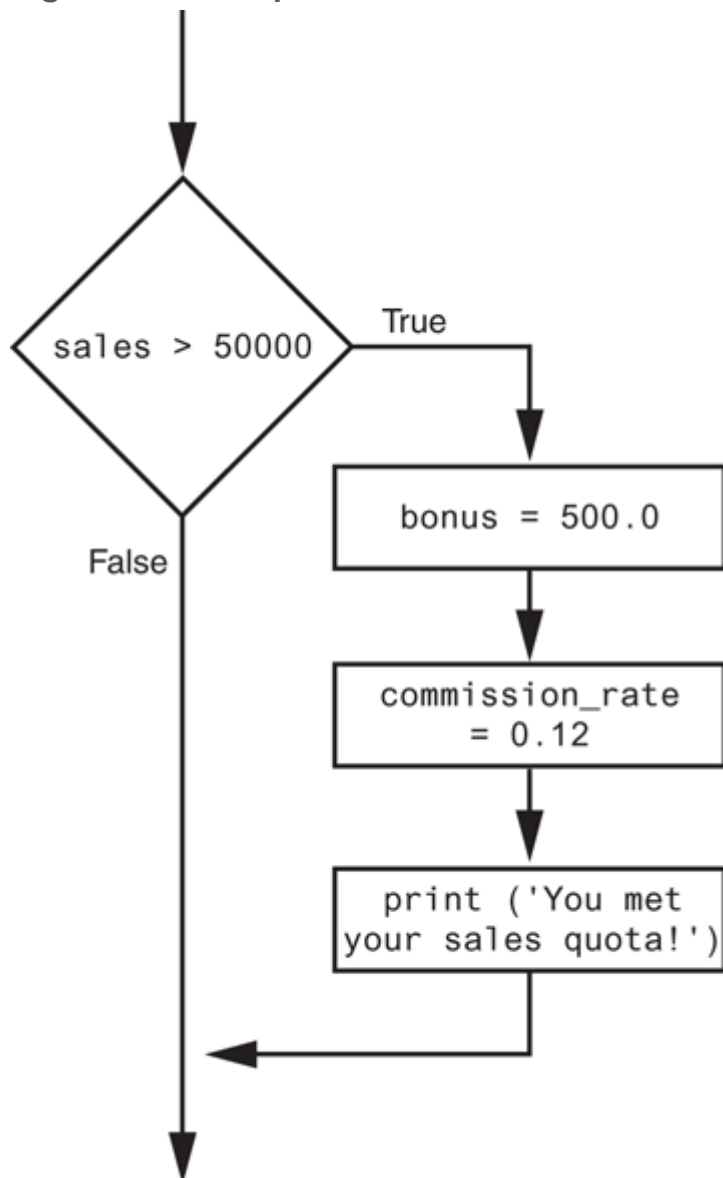 sales > 50000
True
bonus = 500.0
False
commission_rate
= 0.12
print ('You met
your sales quota!')